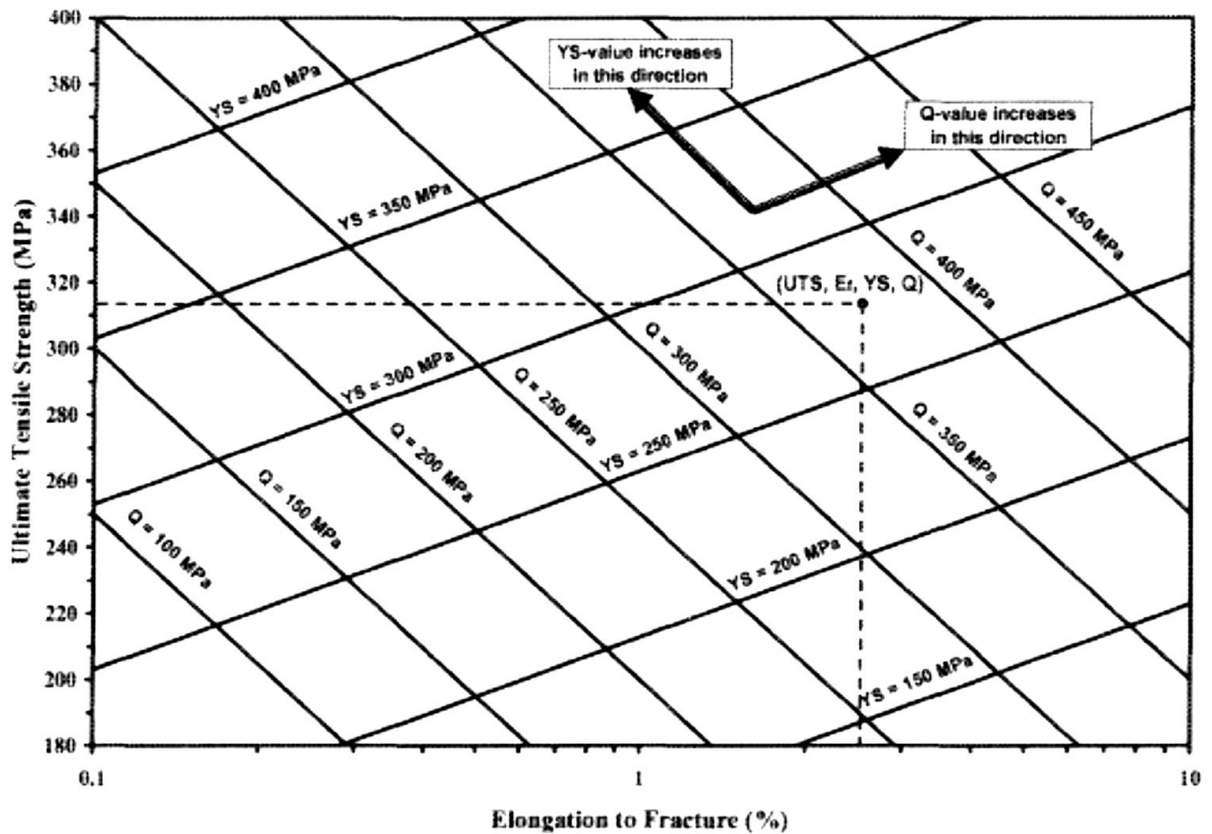 400
380
360
340
320
300
280
260
240
220
200
180
Ultimate Tensile Strength (MPa)
YS-value increases
in this direction
Q-value increases
in this direction
YS = 400 MPa
YS = 350 MPa
YS = 300 MPa
YS = 250 MPa
YS = 200 MPa
YS = 150 MPa
(UTS, Ef, YS, Q)
Q = 100 MPa
Q = 150 MPa
Q = 200 MPa
Q = 250 MPa
Q = 300 MPa
Q = 350 MPa
Q = 400 MPa
Q = 450 MPa
0.1
1
10
Elongation to Fracture (%)